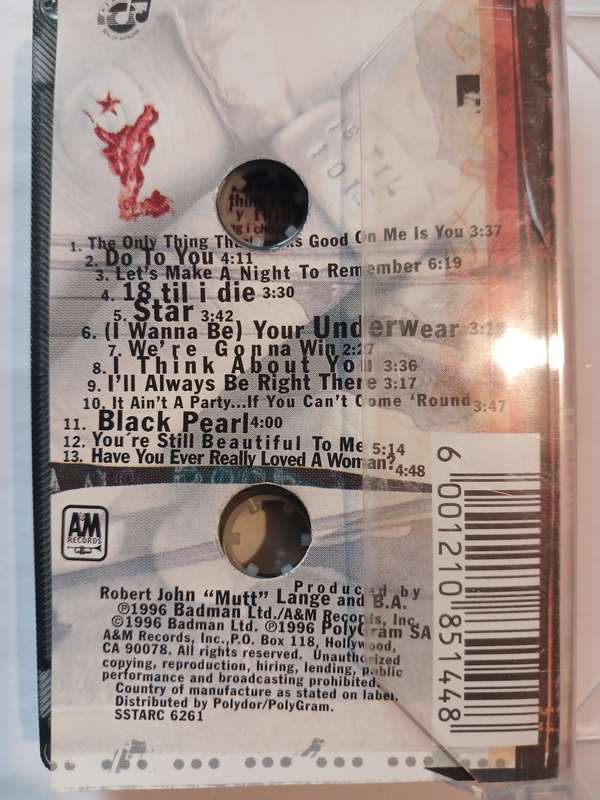 18 TIL
1 DI
1. The Only Thing That Looks Good On Me Is You 3:37
2. Do To You 4:11
3. Let's Make A Night To Remember 6:19
4. 18 til i die 3:30
5. Star 3:42
6. (I Wanna Be) Your Underwear
7. We're Gonna Win 2:27
8. I Think About You 3:36
9. I'll Always Be Right There 3:17
10. It Ain't A Party...If You Can't Come 'Round 3:47
11. Black Pearl 4:00
12. You're Still Beautiful To Me 5:14
13. Have You Ever Really Loved A Woman? 4:48
A&M
RECORDS
Produced by
Robert John "Mutt" Lange and B.A.
℗1996 Badman Ltd./A&M Records, Inc.
©1996 Badman Ltd. ℗1996 PolyGram SA
A&M Records, Inc., P.O. Box 118, Hollywood,
CA 90078. All rights reserved. Unauthorized
copying, reproduction, hiring, lending, public
performance and broadcasting prohibited.
Country of manufacture as stated on label.
Distributed by Polydor/PolyGram.
SSTARC 6261
6 001210 851448